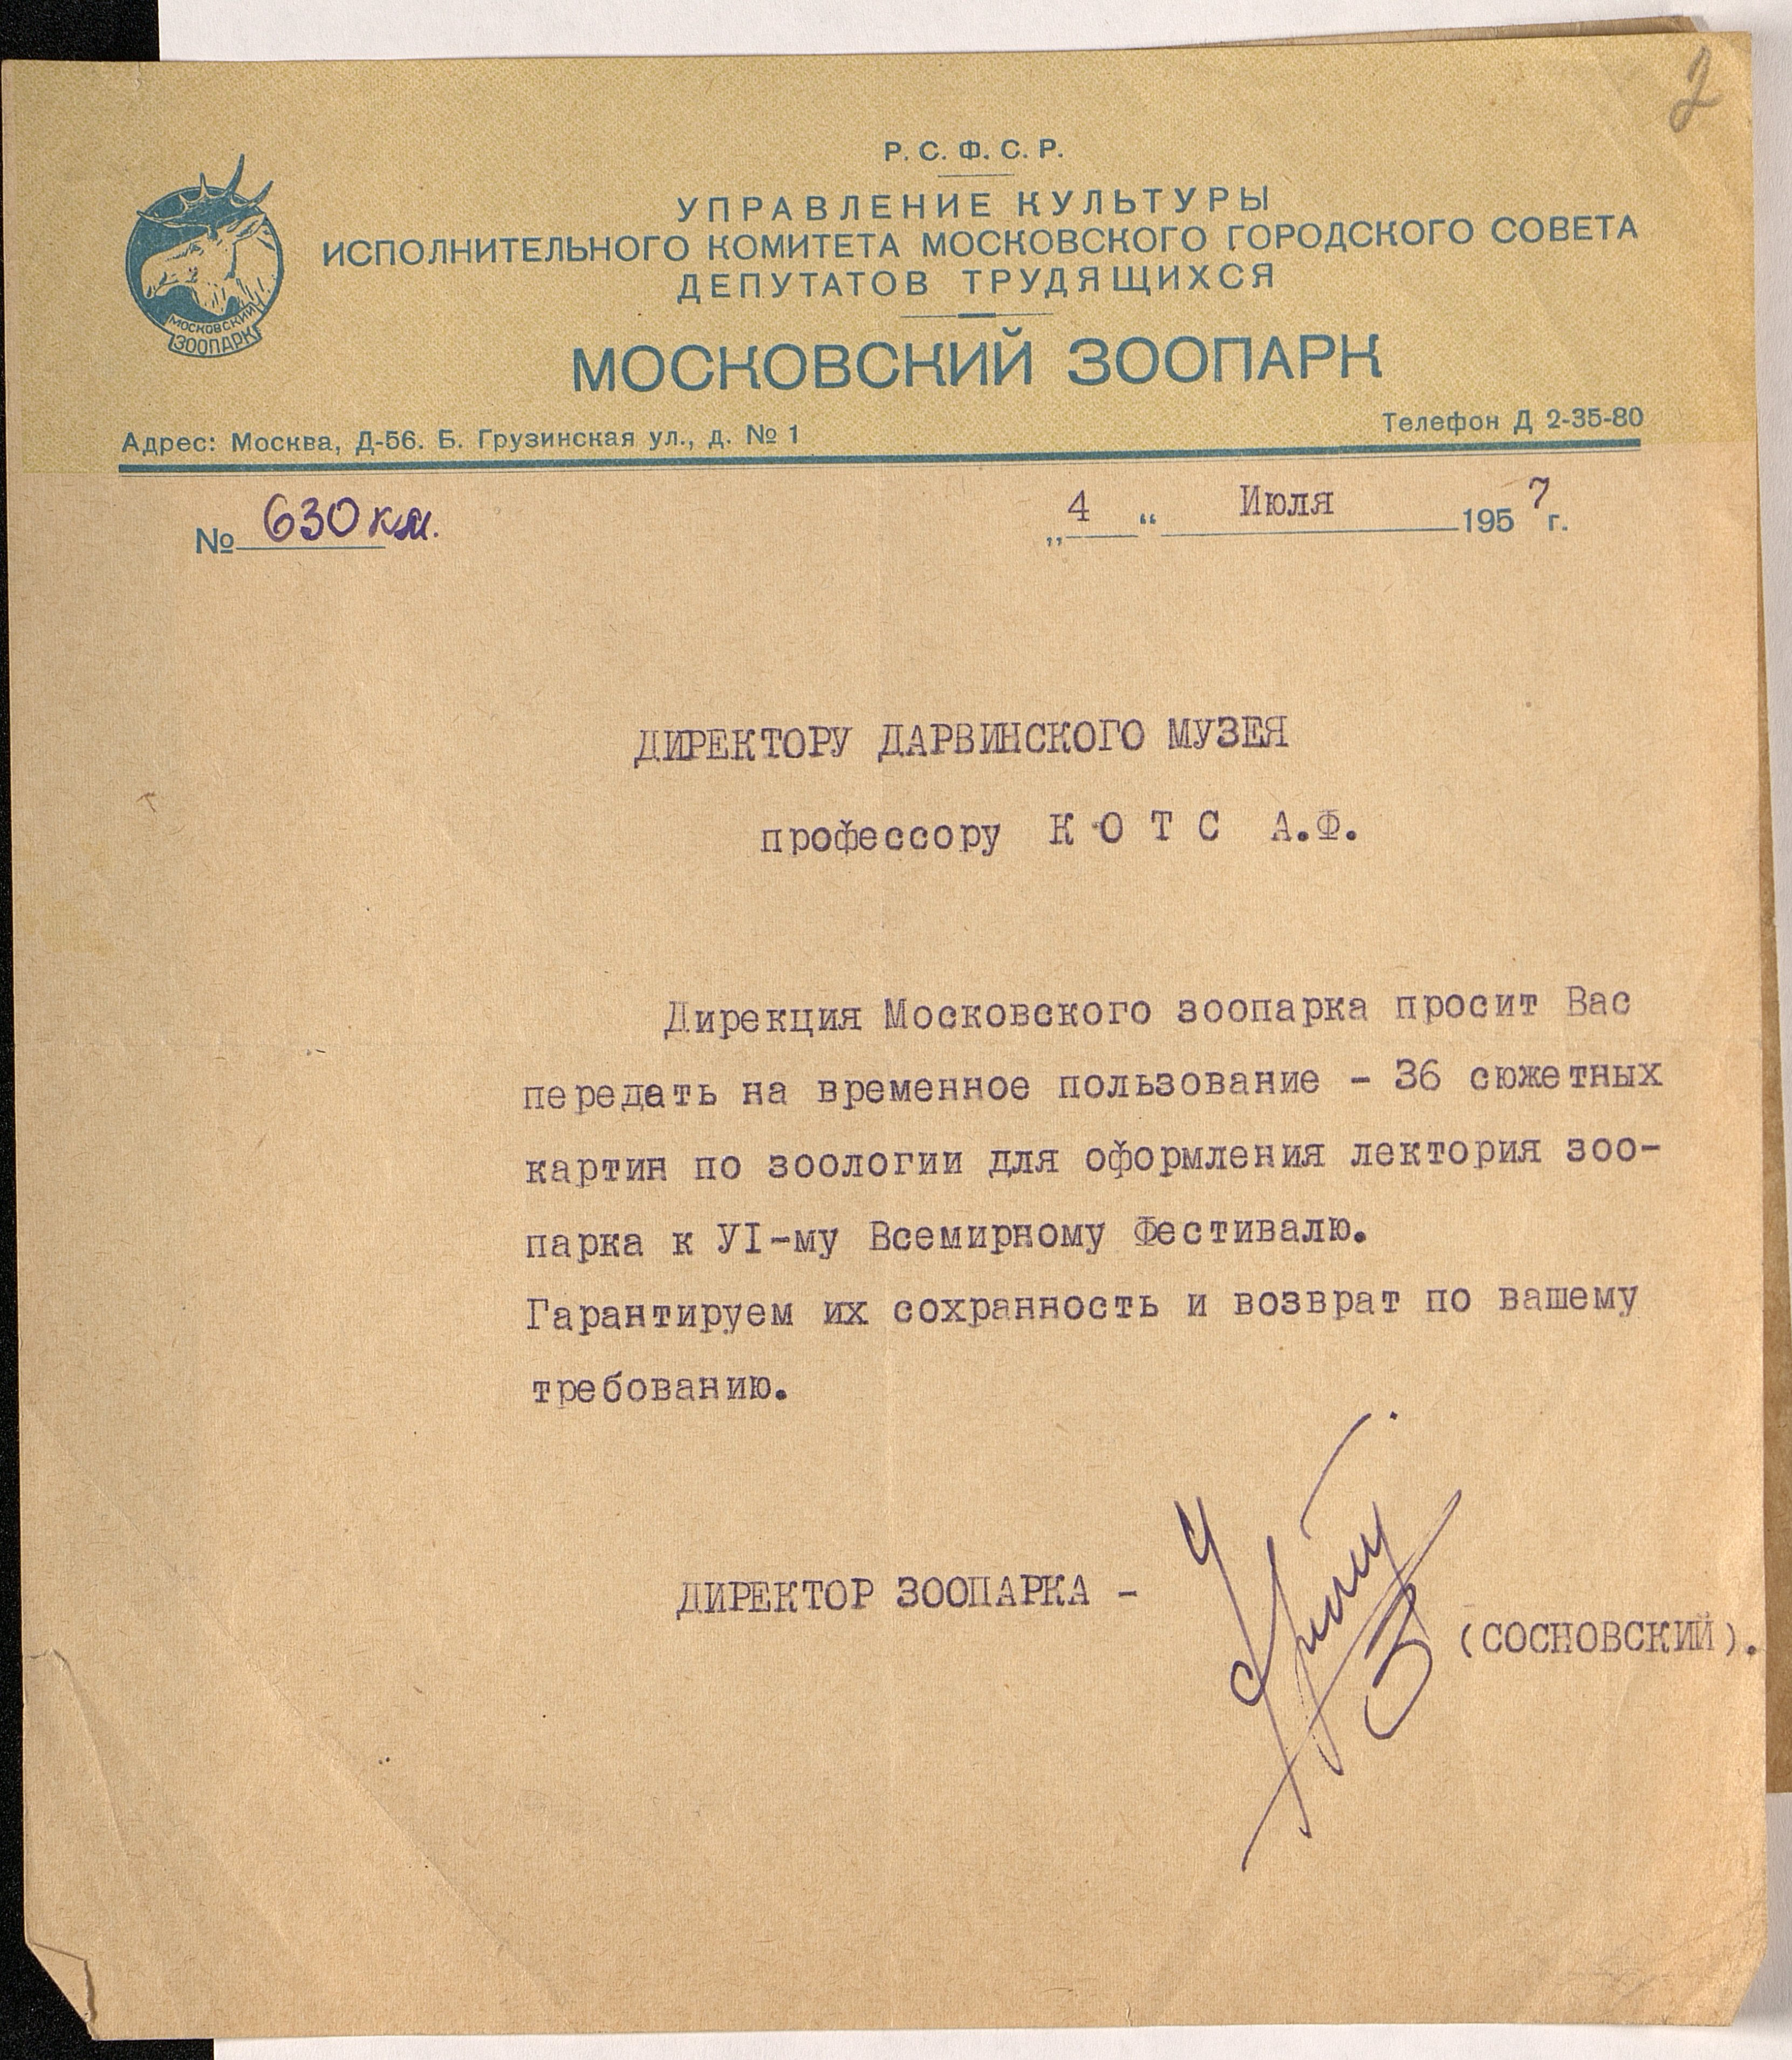 2
Р. С. Ф. С. Р.
УПРАВЛЕНИЕ КУЛЬТУРЫ
ИСПОЛНИТЕЛЬНОГО КОМИТЕТА МОСКОВСКОГО ГОРОДСКОГО СОВЕТА
ДЕПУТАТОВ ТРУДЯЩИХСЯ
МОСКОВСКИЙ
ЗООПАРК
МОСКОВСКИЙ ЗООПАРК
Адрес: Москва, Д-56. Б. Грузинская ул., д. № 1
Телефон Д 2-35-80
№ 630 км.
„ 4 “ Июля 1957 г.
ДИРЕКТОРУ ДАРВИНСКОГО МУЗЕЯ
профессору К О Т С А.Ф.
Дирекция Московского зоопарка просит Вас
передать на временное пользование - 36 сюжетных
картин по зоологии для оформления лектория зоо-
парка к УI-му Всемирному Фестивалю.
Гарантируем их сохранность и возврат по вашему
требованию.
ДИРЕКТОР ЗООПАРКА -
(СОСНОВСКИЙ).